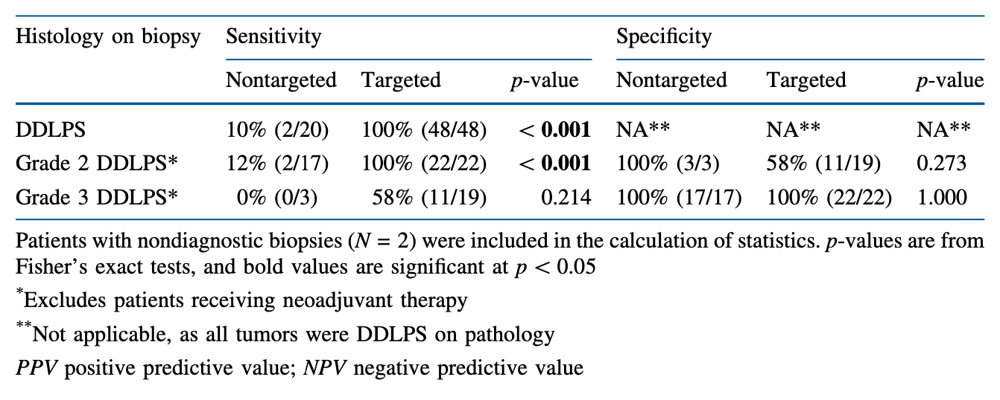 Histology on biopsy Sensitivity Specificity
Nontargeted Targeted p-value Nontargeted Targeted p-value
DDLPS 10% (2/20) 100% (48/48) < 0.001 NA** NA** NA**
Grade 2 DDLPS* 12% (2/17) 100% (22/22) < 0.001 100% (3/3) 58% (11/19) 0.273
Grade 3 DDLPS* 0% (0/3) 58% (11/19) 0.214 100% (17/17) 100% (22/22) 1.000
Patients with nondiagnostic biopsies (N = 2) were included in the calculation of statistics. p-values are from
Fisher's exact tests, and bold values are significant at p < 0.05
*Excludes patients receiving neoadjuvant therapy
**Not applicable, as all tumors were DDLPS on pathology
PPV positive predictive value; NPV negative predictive value